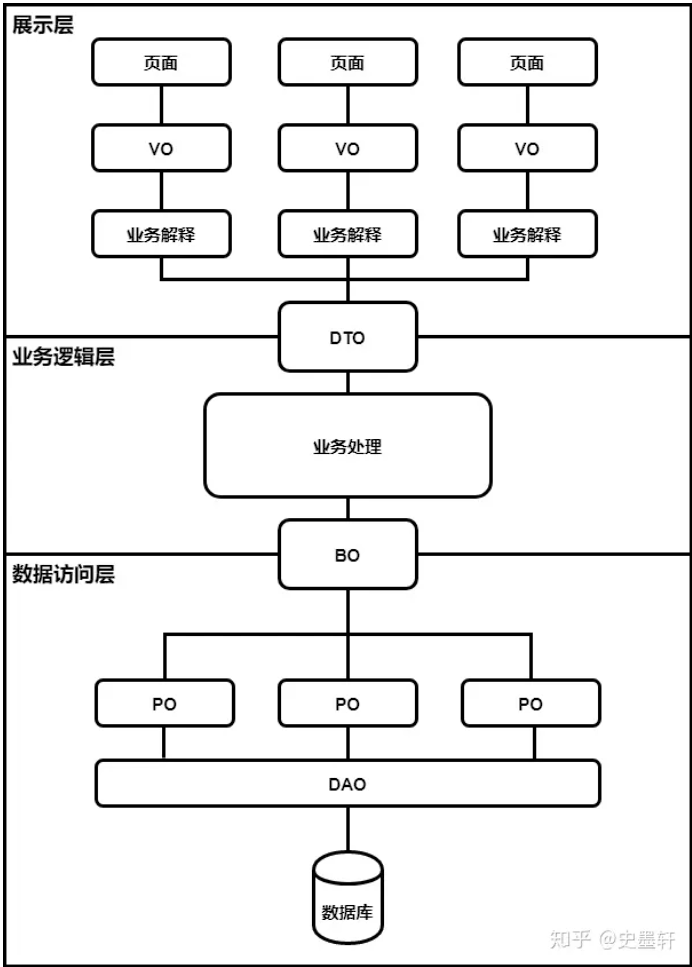 展示层
页面
页面
页面
VO
VO
VO
业务解释
业务解释
业务解释
DTO
业务逻辑层
业务处理
BO
数据访问层
PO
PO
PO
DAO
数据库
知乎 @史墨轩